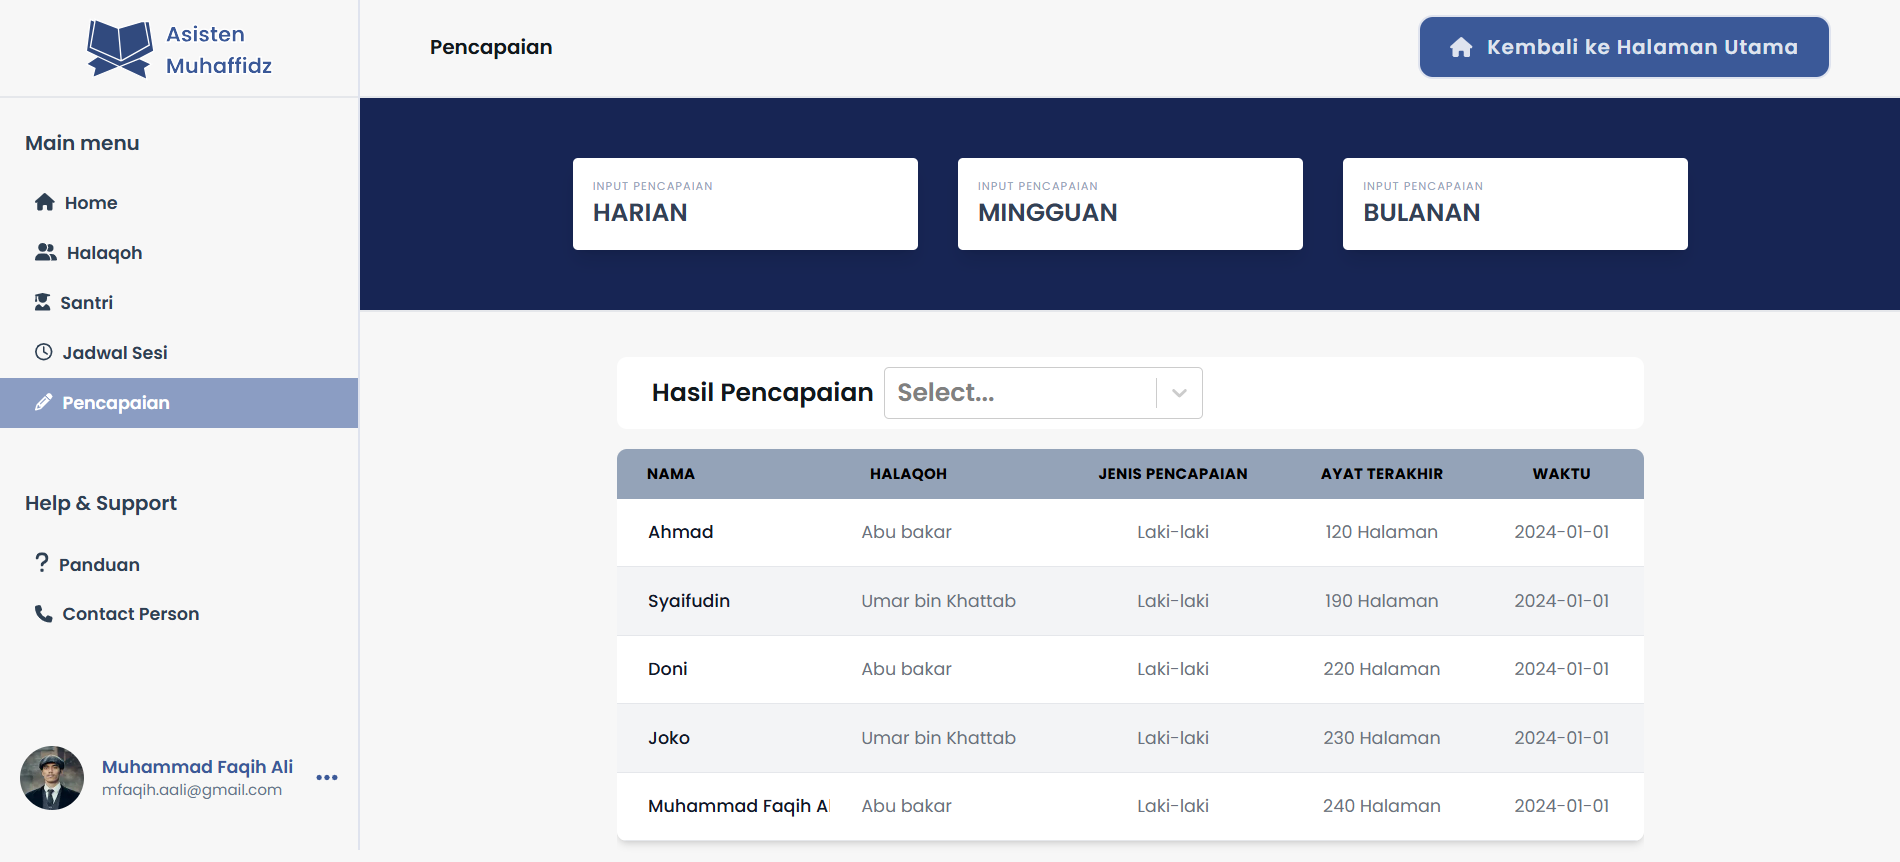 Asisten
Muhaffidz
Pencapaian
Kembali ke Halaman Utama
Main menu
Home
Halaqoh
Santri
Jadwal Sesi
Pencapaian
Help & Support
? Panduan
Contact Person
Muhammad Faqih Ali
mfaqih.aali@gmail.com
INPUT PENCAPAIAN
HARIAN
INPUT PENCAPAIAN
MINGGUAN
INPUT PENCAPAIAN
BULANAN
Hasil Pencapaian Select...
NAMA HALAQOH JENIS PENCAPAIAN AYAT TERAKHIR WAKTU
Ahmad Abu bakar Laki-laki 120 Halaman 2024-01-01
Syaifudin Umar bin Khattab Laki-laki 190 Halaman 2024-01-01
Doni Abu bakar Laki-laki 220 Halaman 2024-01-01
Joko Umar bin Khattab Laki-laki 230 Halaman 2024-01-01
Muhammad Faqih Al Abu bakar Laki-laki 240 Halaman 2024-01-01